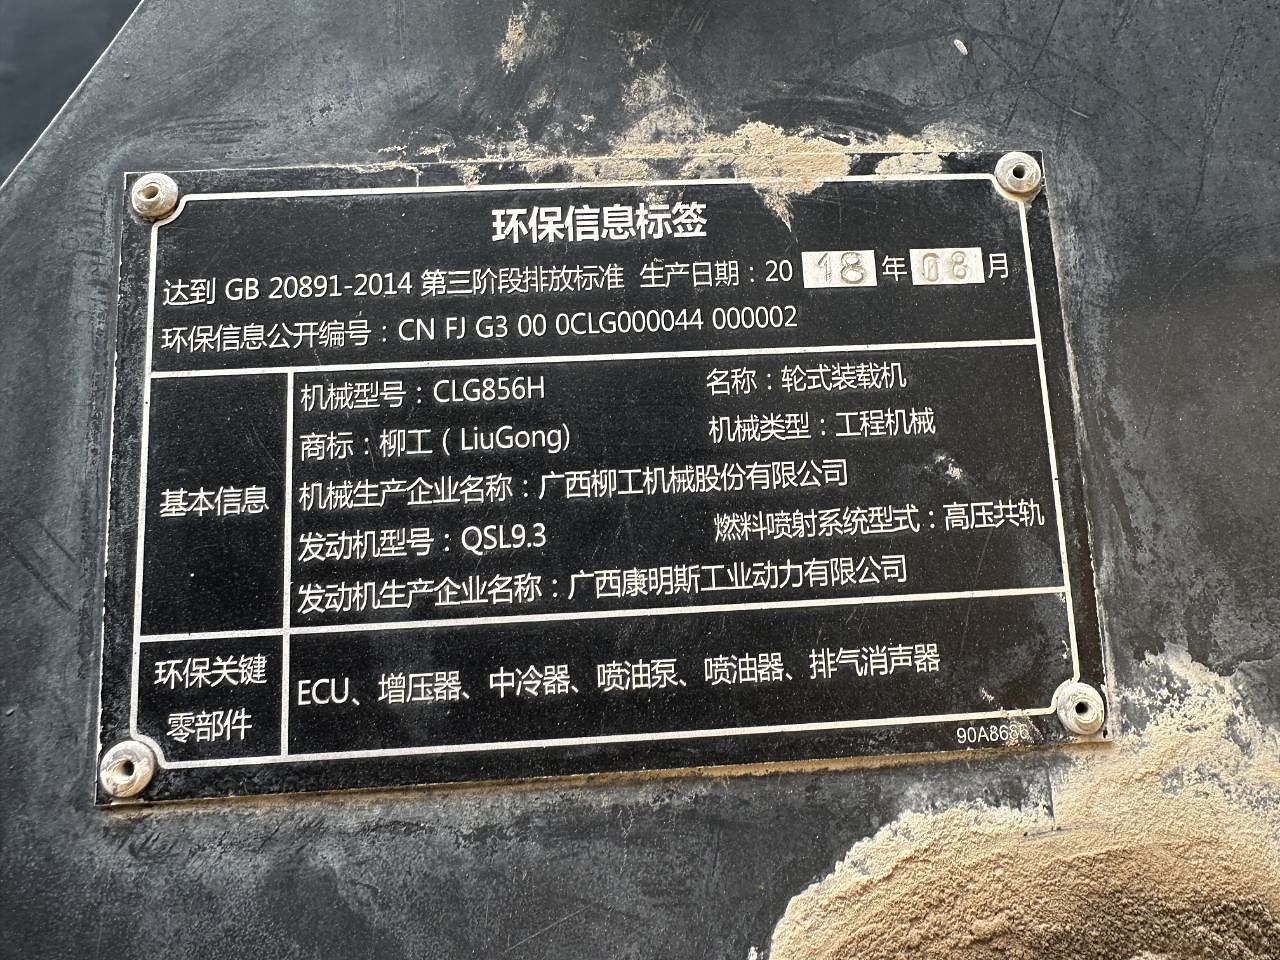 环保信息标签
达到 GB 20891-2014 第三阶段排放标准 生产日期：20 18 年 08 月
环保信息公开编号：CN FJ G3 00 0CLG000044 000002
基本信息
机械型号：CLG856H 名称：轮式装载机
商标：柳工（LiuGong) 机械类型：工程机械
机械生产企业名称：广西柳工机械股份有限公司
发动机型号：QSL9.3 燃料喷射系统型式：高压共轨
发动机生产企业名称：广西康明斯工业动力有限公司
环保关键
零部件
ECU、增压器、中冷器、喷油泵、喷油器、排气消声器
90A8686